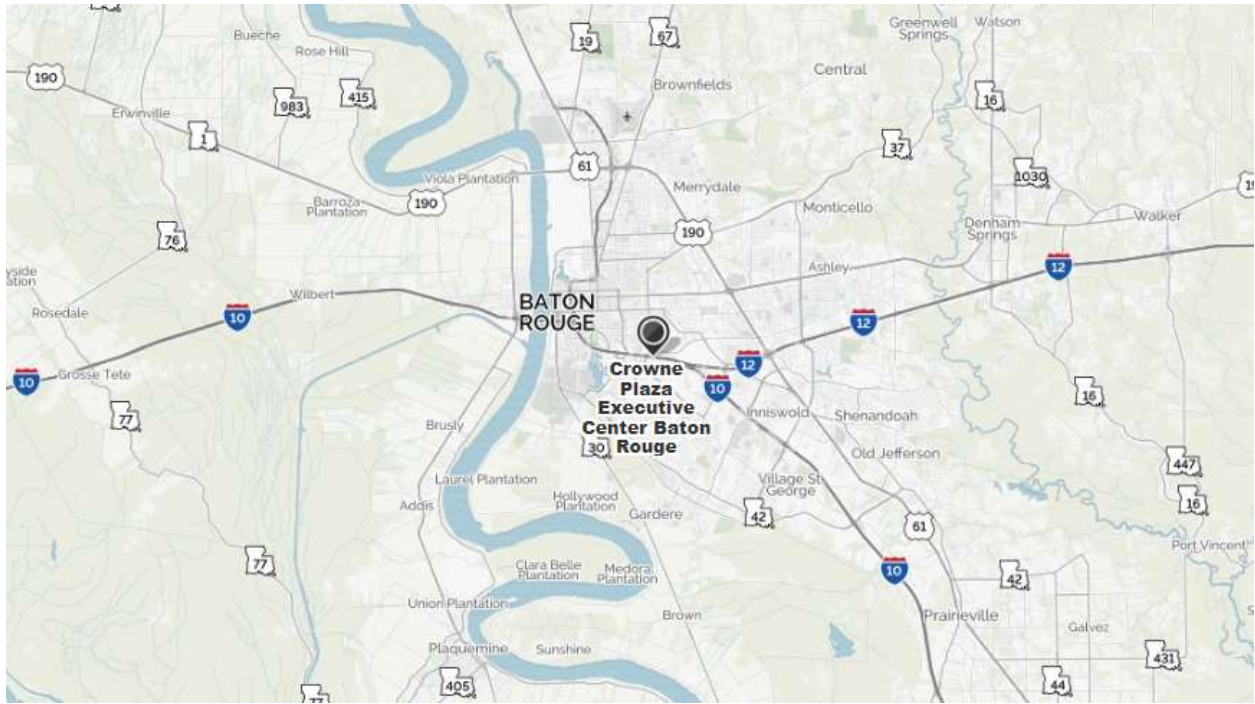 Greenwell
Springs
Watson
Bueche
Rose Hill
19
67
Central
190
Brownfields
983
415
16
Erwinville
1
37
61
Viola Plantation
Merrydale
1030
Barroza
Plantation
190
Monticello
Walker
190
Denham
Springs
76
Ashley
12
Rosedale
Wilbert
BATON
ROUGE
10
12
10
Grosse Tete
Crowne
Plaza
Executive
Center Baton
Rouge
12
10
16
77
Brusly
Inniswold
Shenandoah
30
Old Jefferson
447
Laurel Plantation
Village St
George
Addis
Hollywood
Plantation
16
Gardere
42
61
Port Vincent
77
Clara Belle
Plantation
Medora
Plantation
10
42
Union Plantation
Brown
Prairieville
Galvez
Plaquemine
Sunshine
431
405
44
77